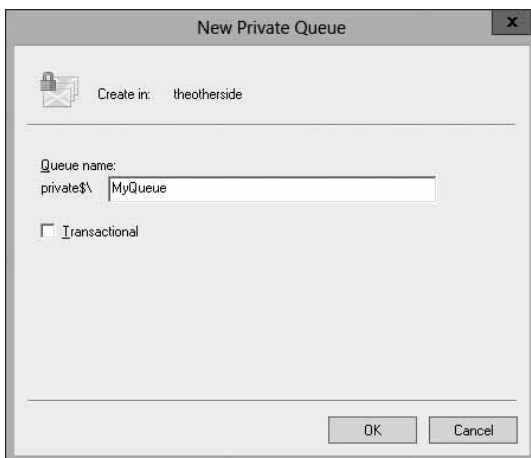 New Private Queue
x
Create in: theotherside
Queue name:
private$\ MyQueue
Transactional
OK
Cancel